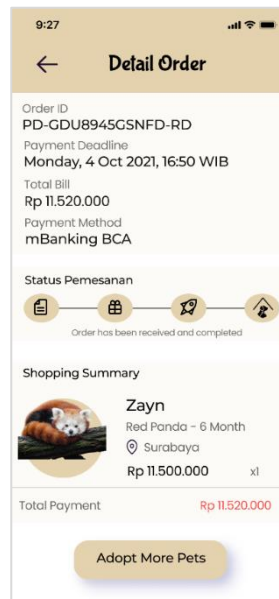 9:27
Detail Order
Order ID
PD-GDU8945GSNFD-RD
Payment Deadline
Monday, 4 Oct 2021, 16:50 WIB
Total Bill
Rp 11.520.000
Payment Method
mBanking BCA
Status Pemesanan
Order has been received and completed
Shopping Summary
Zayn
Red Panda - 6 Month
Surabaya
Rp 11.500.000 x1
Total Payment Rp 11.520.000
Adopt More Pets